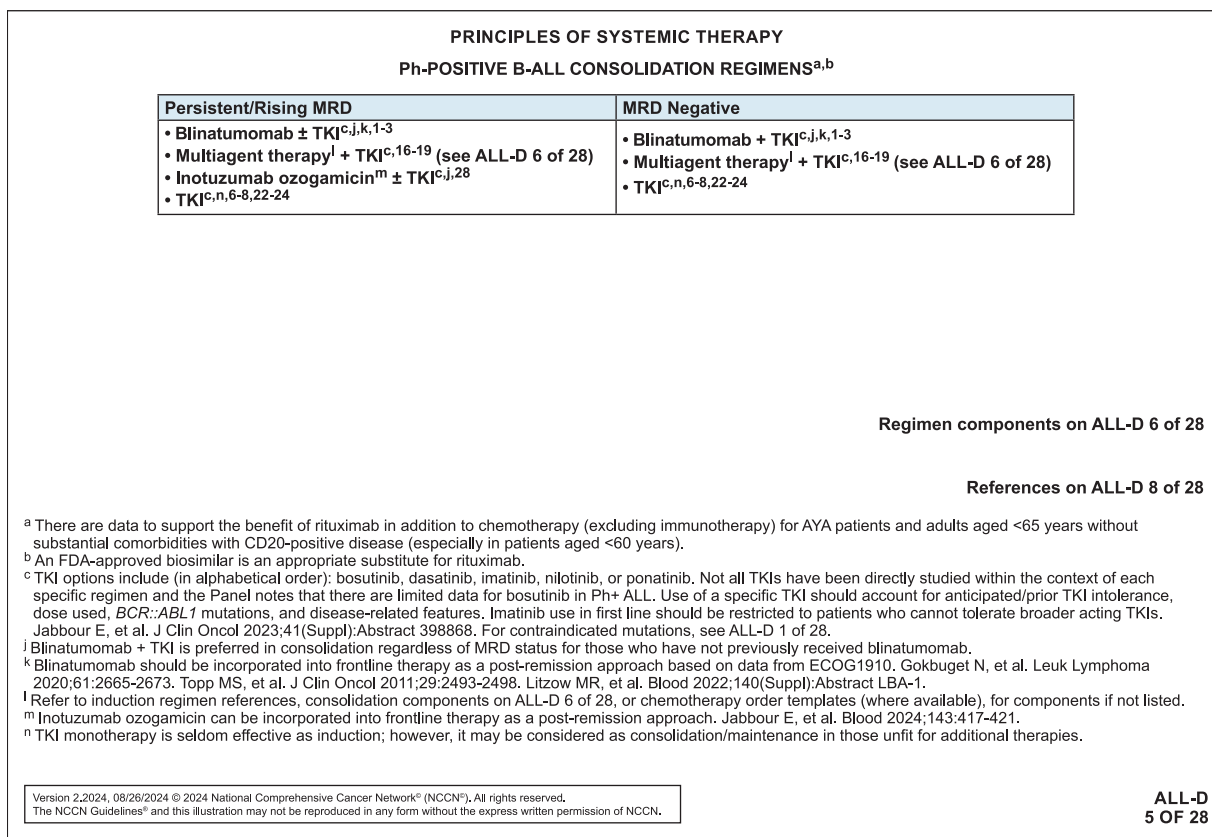 PRINCIPLES OF SYSTEMIC THERAPY
Ph-POSITIVE B-ALL CONSOLIDATION REGIMENSa,b
Persistent/Rising MRD
• Blinatumomab ± TKIc,j,k,1-3
• Multiagent therapyl + TKIc,16-19 (see ALL-D 6 of 28)
• Inotuzumab ozogamicinm ± TKIc,j,28
• TKIc,n,6-8,22-24
MRD Negative
• Blinatumomab + TKIc,j,k,1-3
• Multiagent therapyl + TKIc,16-19 (see ALL-D 6 of 28)
• TKIc,n,6-8,22-24
Regimen components on ALL-D 6 of 28
References on ALL-D 8 of 28
a There are data to support the benefit of rituximab in addition to chemotherapy (excluding immunotherapy) for AYA patients and adults aged <65 years without
substantial comorbidities with CD20-positive disease (especially in patients aged <60 years).
b An FDA-approved biosimilar is an appropriate substitute for rituximab.
c TKI options include (in alphabetical order): bosutinib, dasatinib, imatinib, nilotinib, or ponatinib. Not all TKIs have been directly studied within the context of each
specific regimen and the Panel notes that there are limited data for bosutinib in Ph+ ALL. Use of a specific TKI should account for anticipated/prior TKI intolerance,
dose used, BCR::ABL1 mutations, and disease-related features. Imatinib use in first line should be restricted to patients who cannot tolerate broader acting TKIs.
Jabbour E, et al. J Clin Oncol 2023;41(Suppl):Abstract 398868. For contraindicated mutations, see ALL-D 1 of 28.
j Blinatumomab + TKI is preferred in consolidation regardless of MRD status for those who have not previously received blinatumomab.
k Blinatumomab should be incorporated into frontline therapy as a post-remission approach based on data from ECOG1910. Gokbuget N, et al. Leuk Lymphoma
2020;61:2665-2673. Topp MS, et al. J Clin Oncol 2011;29:2493-2498. Litzow MR, et al. Blood 2022;140(Suppl):Abstract LBA-1.
l Refer to induction regimen references, consolidation components on ALL-D 6 of 28, or chemotherapy order templates (where available), for components if not listed.
m Inotuzumab ozogamicin can be incorporated into frontline therapy as a post-remission approach. Jabbour E, et al. Blood 2024;143:417-421.
n TKI monotherapy is seldom effective as induction; however, it may be considered as consolidation/maintenance in those unfit for additional therapies.
Version 2.2024, 08/26/2024 © 2024 National Comprehensive Cancer Network® (NCCN®). All rights reserved.
The NCCN Guidelines® and this illustration may not be reproduced in any form without the express written permission of NCCN.
ALL-D
5 OF 28